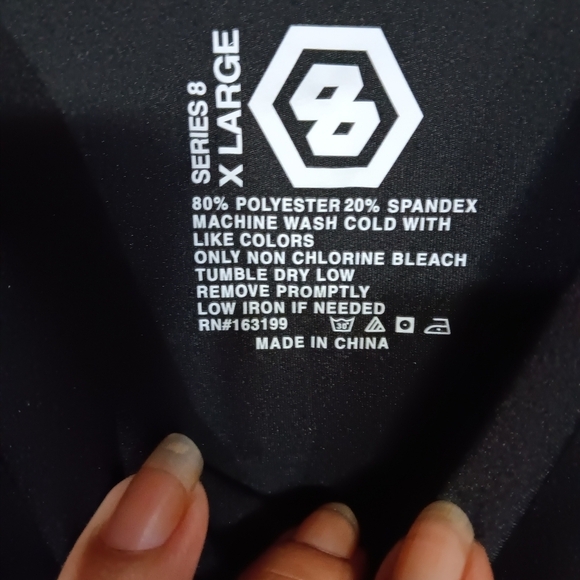 SERIES 8
X LARGE
80% POLYESTER 20% SPANDEX
MACHINE WASH COLD WITH
LIKE COLORS
ONLY NON CHLORINE BLEACH
TUMBLE DRY LOW
REMOVE PROMPTLY
LOW IRON IF NEEDED
RN#163199 30°
MADE IN CHINA